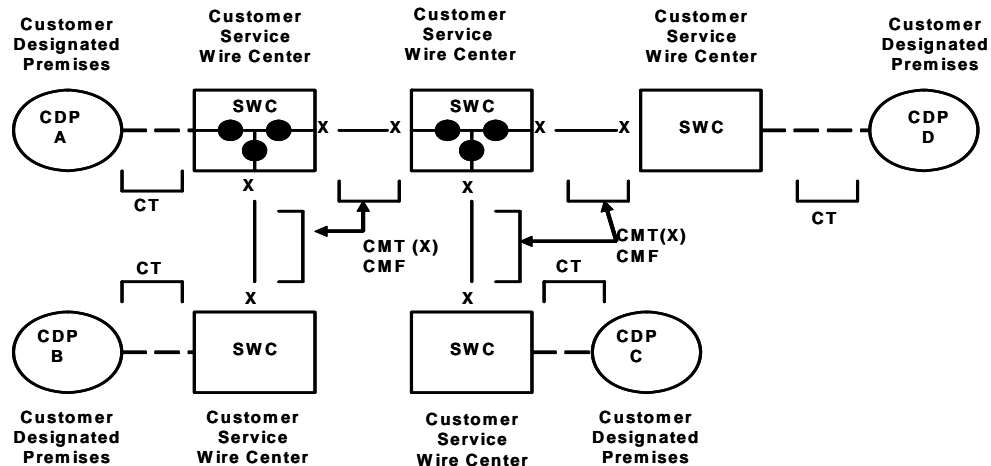 Customer
Designated
Premises
Customer
Service
Wire Center
Customer
Service
Wire Center
Customer
Service
Wire Center
Customer
Designated
Premises
CDP
A
SWC
X
X
SWC
X
X
SWC
CDP
D
CT
X
X
CT
CMT (X)
CMF
CMT(X)
CMF
CT
CT
X
X
CDP
B
SWC
SWC
CDP
C
Customer
Designated
Premises
Customer
Service
Wire Center
Customer
Service
Wire Center
Customer
Designated
Premises